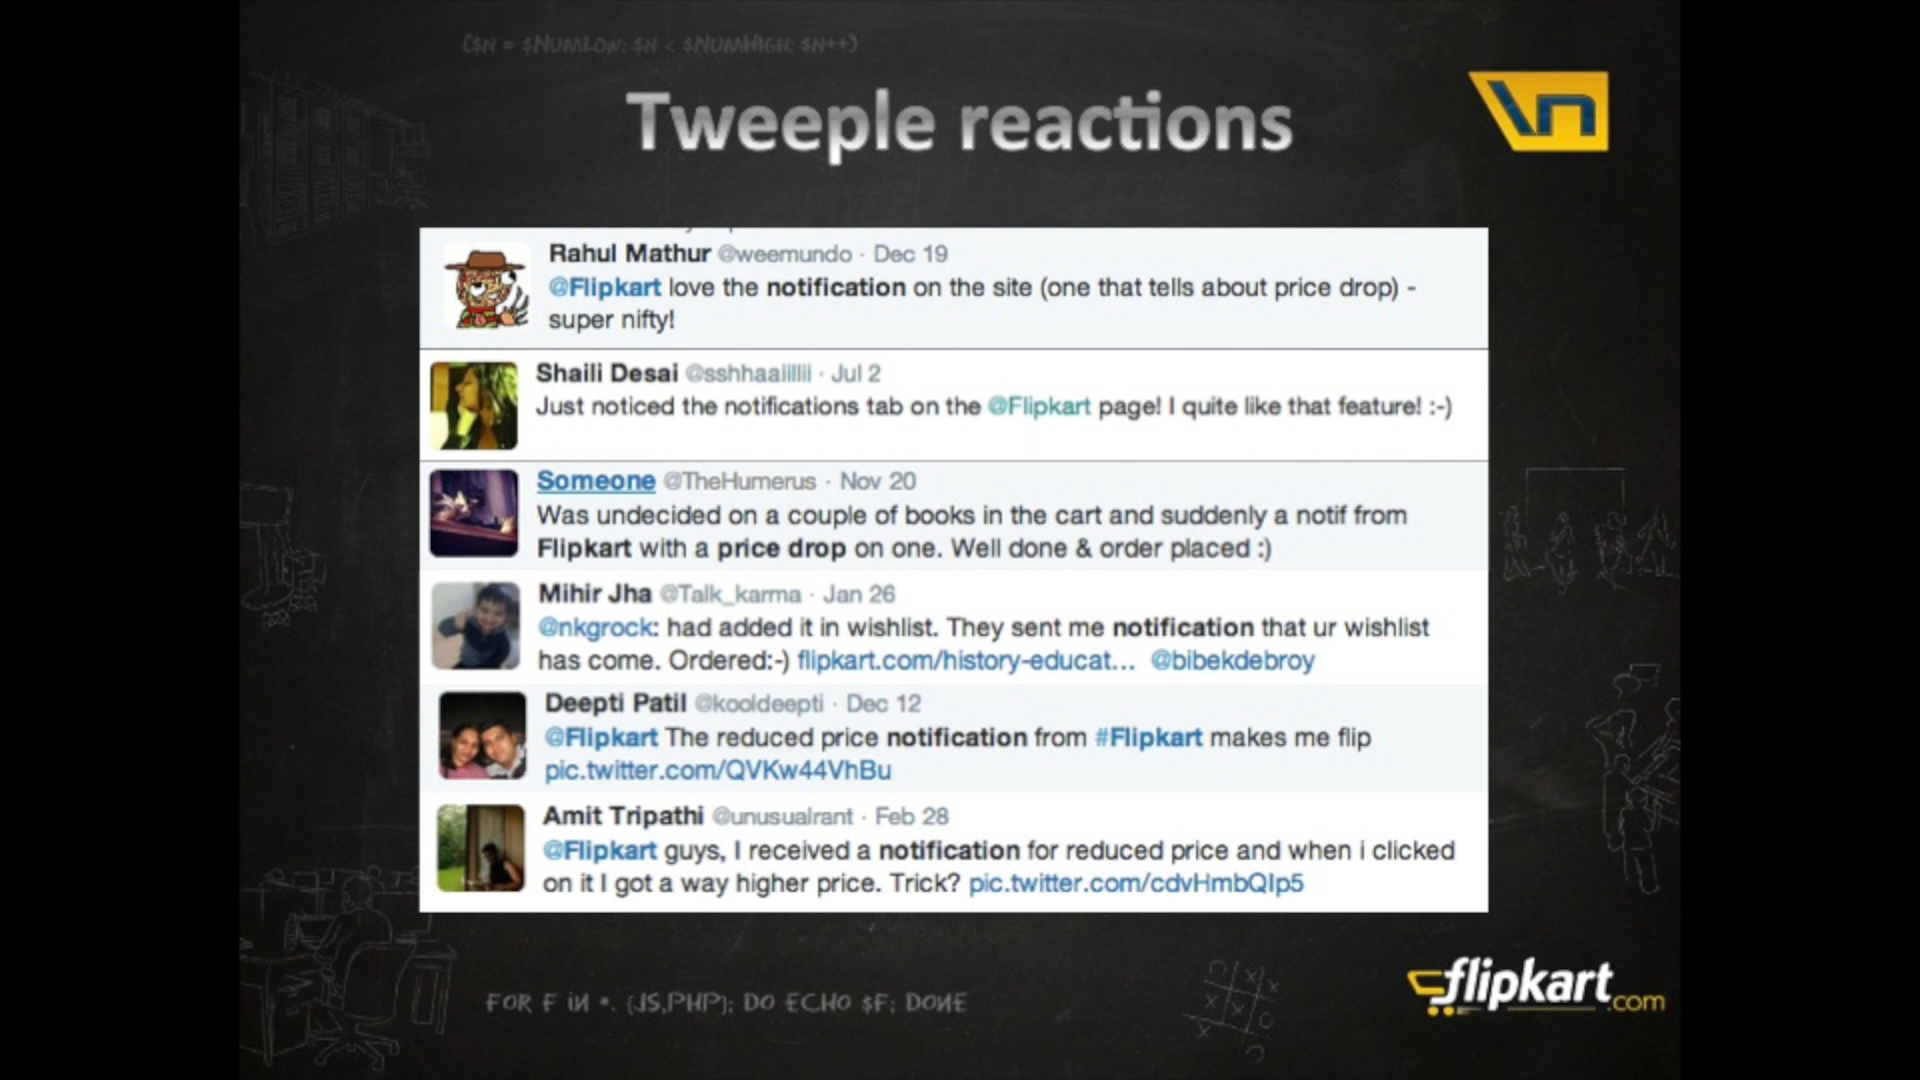 ($N = $NUMLOW; $N < $NUMHIGH; $N++)
Tweeple reactions
\n
Rahul Mathur @weemundo · Dec 19
@Flipkart love the notification on the site (one that tells about price drop) -
super nifty!
Shaili Desai @sshhaaiillii · Jul 2
Just noticed the notifications tab on the @Flipkart page! I quite like that feature! :-)
Someone @TheHumerus · Nov 20
Was undecided on a couple of books in the cart and suddenly a notif from
Flipkart with a price drop on one. Well done & order placed :)
Mihir Jha @Talk_karma · Jan 26
@nkgrock: had added it in wishlist. They sent me notification that ur wishlist
has come. Ordered:-) flipkart.com/history-educat... @bibekdebroy
Deepti Patil @kooldeepti · Dec 12
@Flipkart The reduced price notification from #Flipkart makes me flip
pic.twitter.com/QVKw44VhBu
Amit Tripathi @unusualrant · Feb 28
@Flipkart guys, I received a notification for reduced price and when i clicked
on it I got a way higher price. Trick? pic.twitter.com/cdvHmbQIp5
flipkart.com
FOR F IN *. {JS,PHP}; DO ECHO $F; DONE